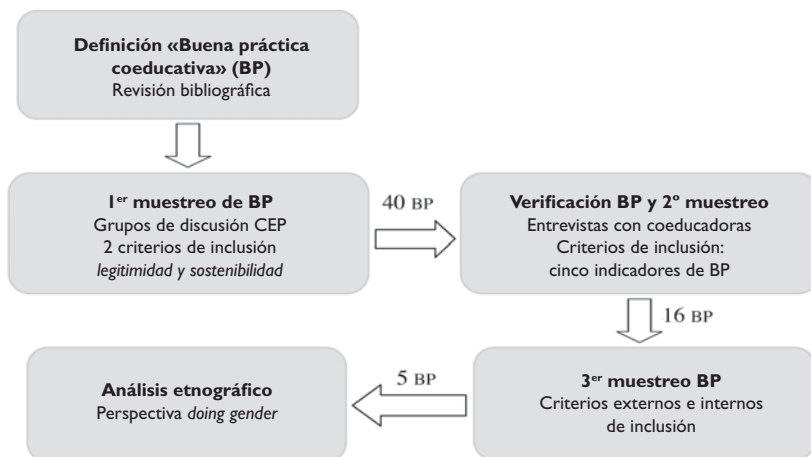 Definición «Buena práctica
coeducativa» (BP)
Revisión bibliográfica
1er muestreo de BP
Grupos de discusión CEP
2 criterios de inclusión
legitimidad y sostenibilidad
40 BP
Verificación BP y 2º muestreo
Entrevistas con coeducadoras
Criterios de inclusión:
cinco indicadores de BP
16 BP
3er muestreo BP
Criterios externos e internos
de inclusión
5 BP
Análisis etnográfico
Perspectiva doing gender